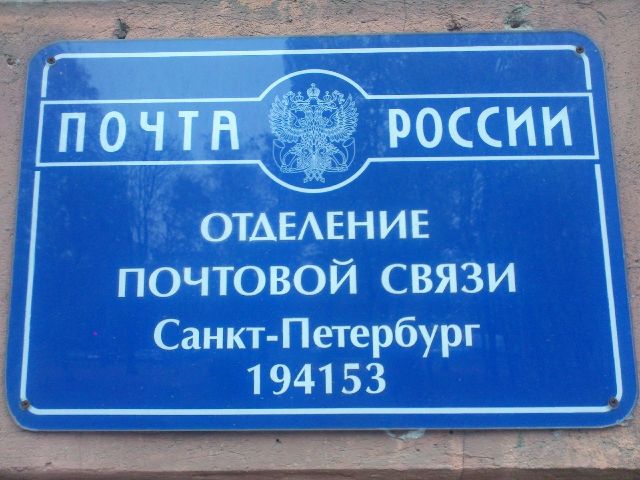 ПОЧТА РОССИИ
ОТДЕЛЕНИЕ
ПОЧТОВОЙ СВЯЗИ
Санкт-Петербург
194153